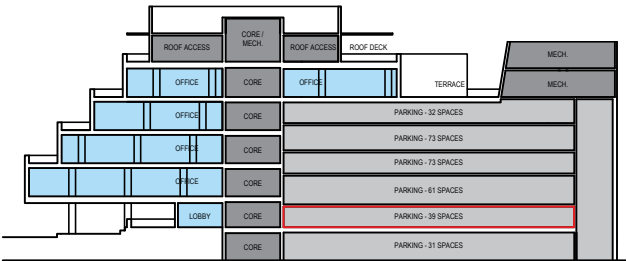 CORE /
MECH.
ROOF ACCESS
ROOF ACCESS
ROOF DECK
MECH.
OFFICE
CORE
OFFICE
TERRACE
MECH.
OFFICE
CORE
PARKING - 32 SPACES
PARKING - 73 SPACES
OFFICE
CORE
PARKING - 73 SPACES
OFFICE
CORE
PARKING - 61 SPACES
LOBBY
CORE
PARKING - 39 SPACES
CORE
PARKING - 31 SPACES